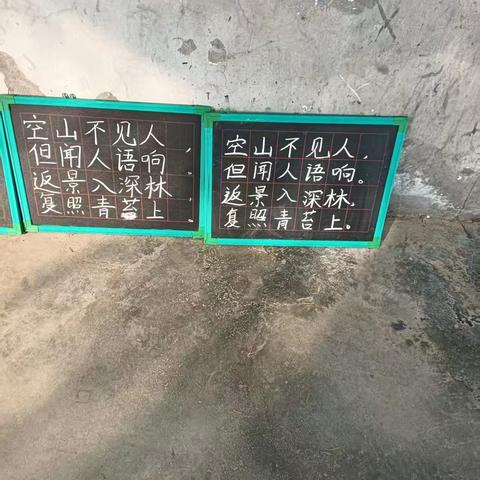 空山不见人
但闻人语响，
返景入深林
复照青苔上，
空山不见人，
但闻人语响。
返景入深林，
复照青苔上。